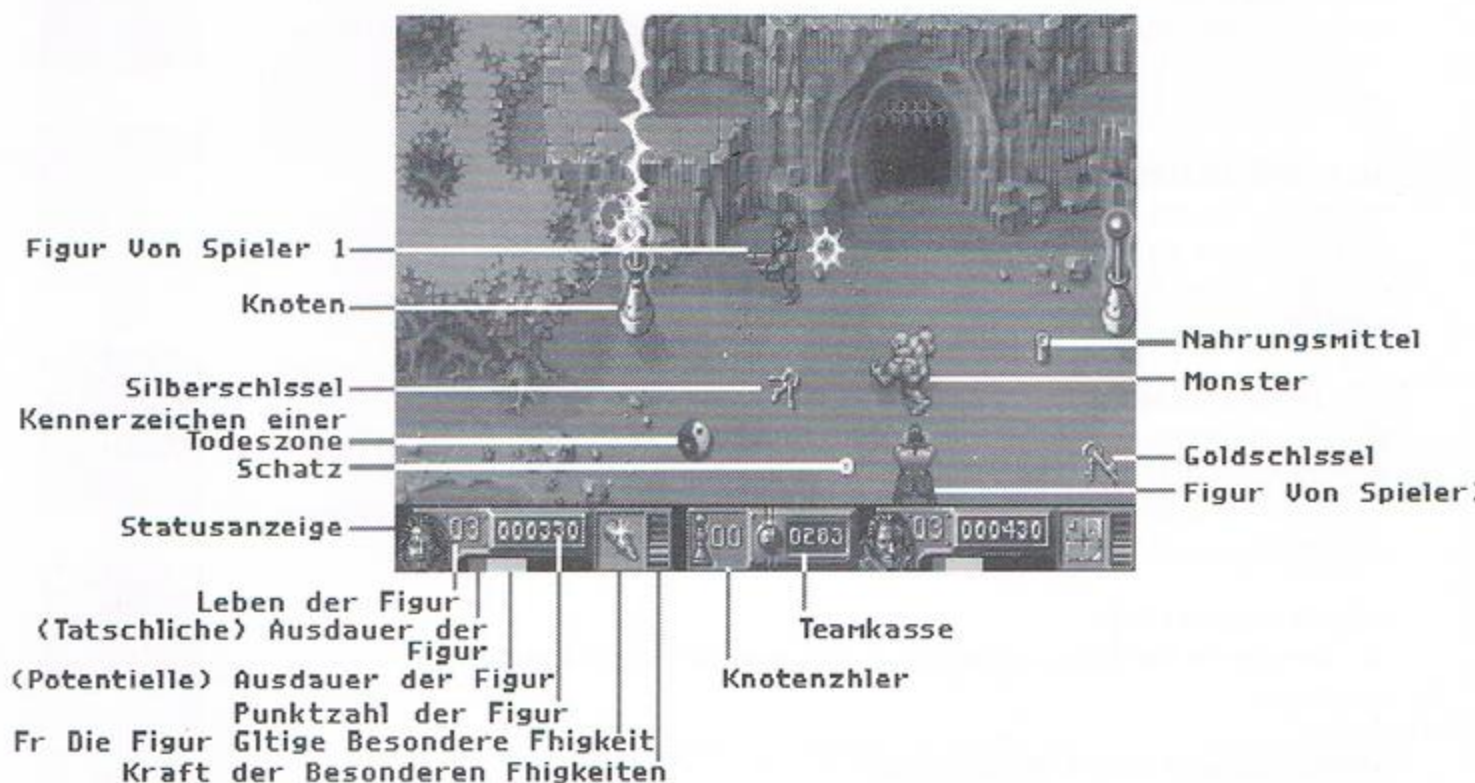 Figur Von Spieler 1
Knoten
Silberschlssel
Kennerzeichen einer
Todeszone
Schatz
Statusanzeige
Nahrungsmittel
Monster
Goldschlssel
Figur Von Spieler
03 000330 00 0283 03 000430
Leben der Figur
(Tatschliche) Ausdauer der
Figur
(Potentielle) Ausdauer der Figur
Punktzahl der Figur
Fr Die Figur Gltige Besondere Fhigkeit
Kraft der Besonderen Fhigkeiten
Teamkasse
Knotenzhler